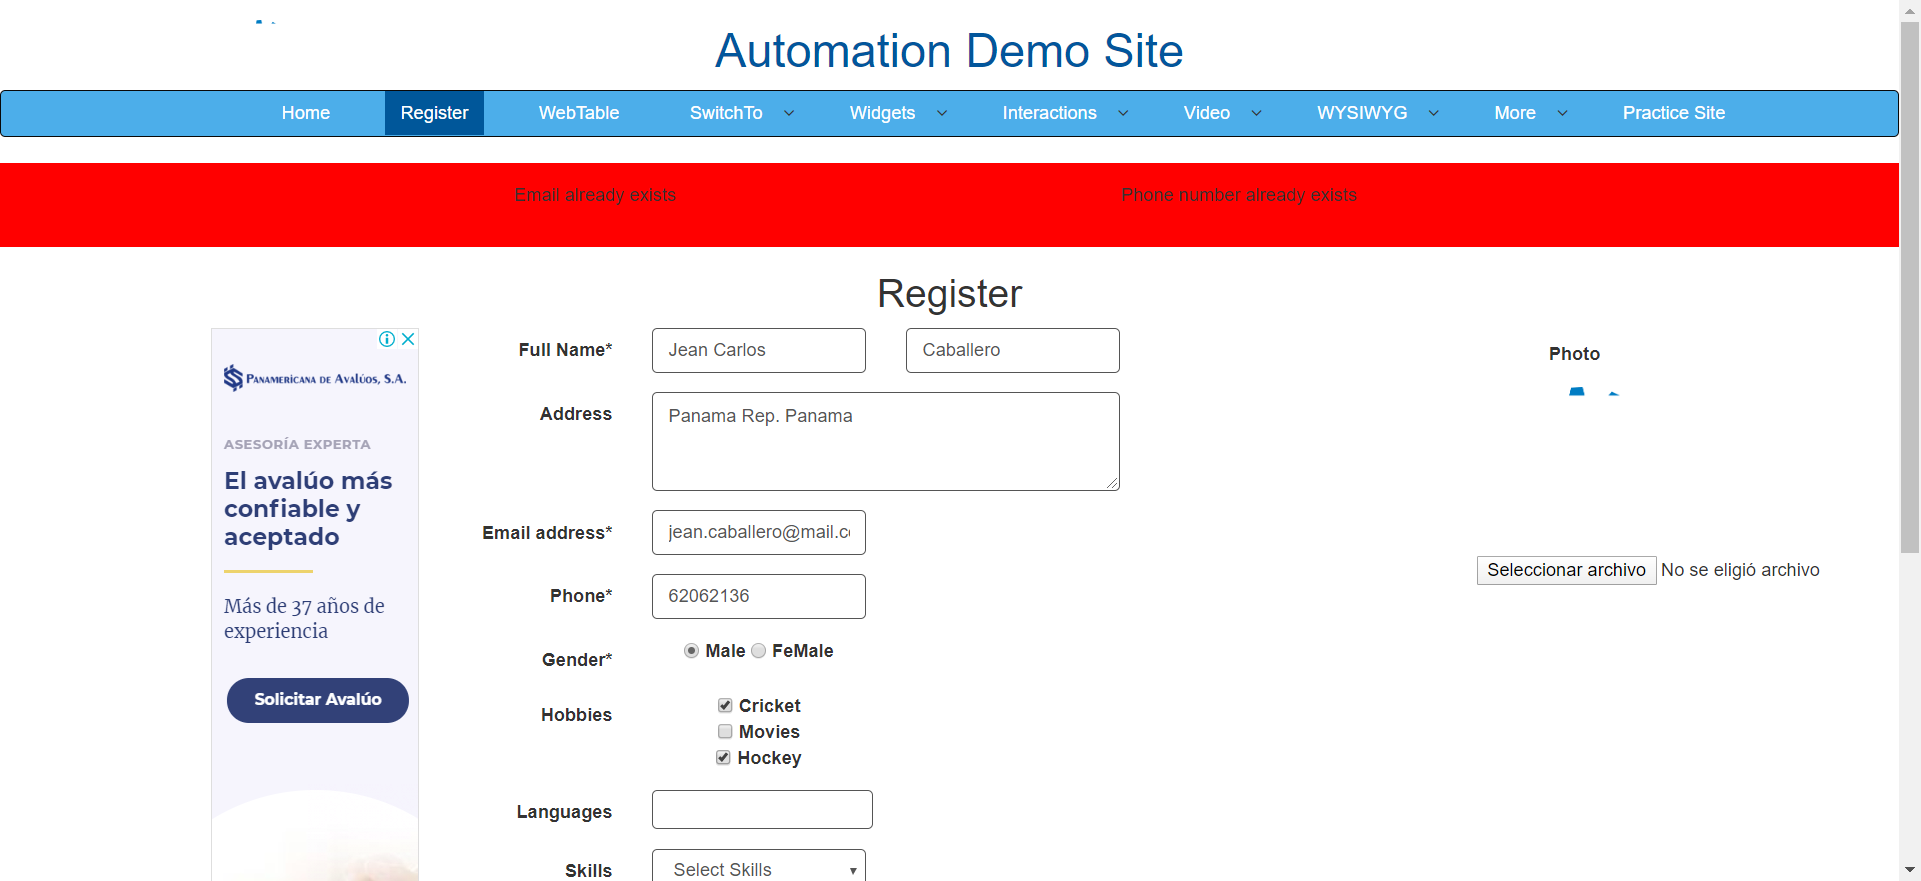 Automation Demo Site
Home Register WebTable SwitchTo Widgets Interactions Video WYSIWYG More Practice Site
Email already exists Phone number already exists
Register
PANAMERICANA DE AVALÚOS, S.A.
ASESORÍA EXPERTA
El avalúo más
confiable y
aceptado
Más de 37 años de
experiencia
Solicitar Avalúo
Full Name* Jean Carlos Caballero
Address Panama Rep. Panama
Email address* jean.caballero@mail.co
Phone* 62062136
Gender* Male FeMale
Hobbies Cricket
Movies
Hockey
Languages
Skills Select Skills
Photo
Seleccionar archivo No se eligió archivo